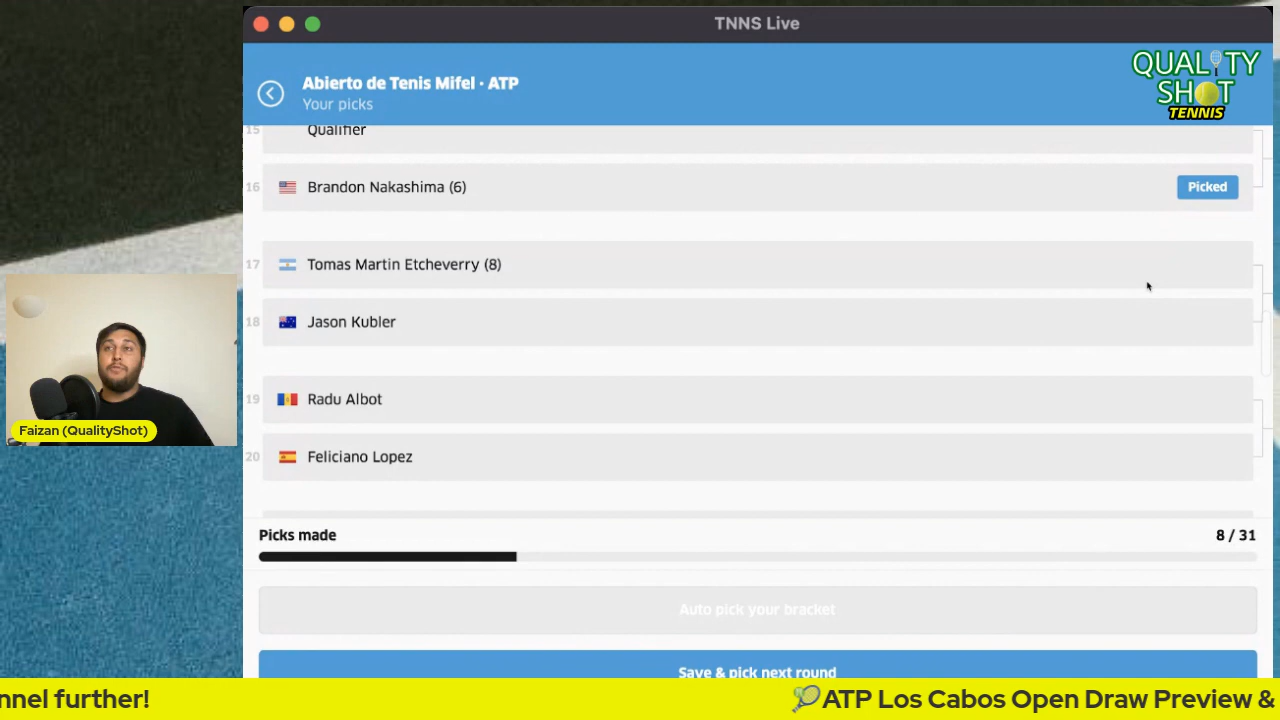 TNNS Live
Abierto de Tenis Mifel · ATP
Your picks
QUALITY
SHOT
TENNIS
15 Qualifier
16 Brandon Nakashima (6) Picked
17 Tomas Martin Etcheverry (8)
18 Jason Kubler
19 Radu Albot
20 Feliciano Lopez
Faizan (QualityShot)
Picks made 8 / 31
Auto pick your bracket
Save & pick next round
nnel further! ATP Los Cabos Open Draw Preview &